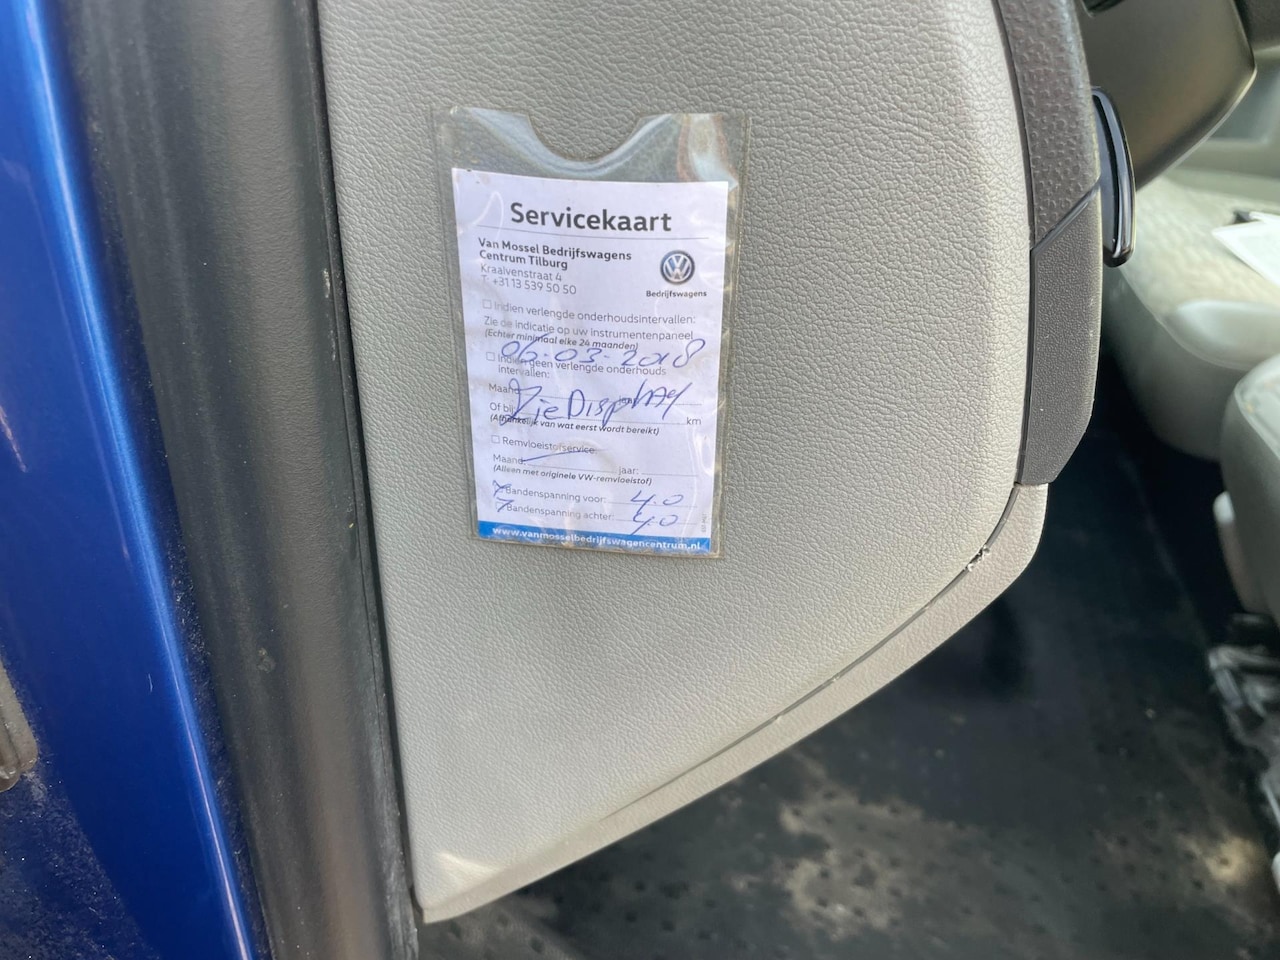 Servicekaart
Van Mossel Bedrijfswagens
Centrum Tilburg
Kraaivenstraat 4
T. +31 13 539 50 50
Bedrijfswagens
Indien verlengde onderhoudsintervallen:
Zie de indicatie op uw instrumentenpaneel
(Echter minimaal elke 24 maanden)
06-03-2018
Indien geen verlengde onderhouds
intervallen:
Maand: jaar:
Zie Display
Of bij: km
(Afhankelijk van wat eerst wordt bereikt)
Remvloeistofservice:
Maand: jaar:
(Alleen met originele VW-remvloeistof)
Bandenspanning voor: 4.0
Bandenspanning achter: 4.0
www.vanmosselbedrijfswagencentrum.nl